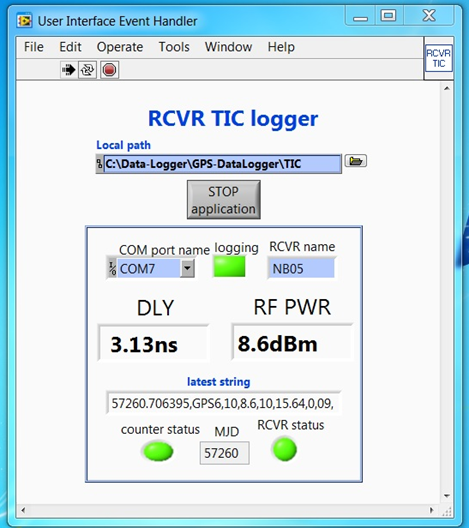 User Interface Event Handler
File Edit Operate Tools Window Help
RCVR
TIC
RCVR TIC logger
Local path
C:\Data-Logger\GPS-DataLogger\TIC
STOP
application
COM port name logging RCVR name
COM7 NB05
DLY RF PWR
3.13ns 8.6dBm
latest string
57260.706395,GPS6,10,8.6,10,15.64,0,09,
counter status MJD RCVR status
57260